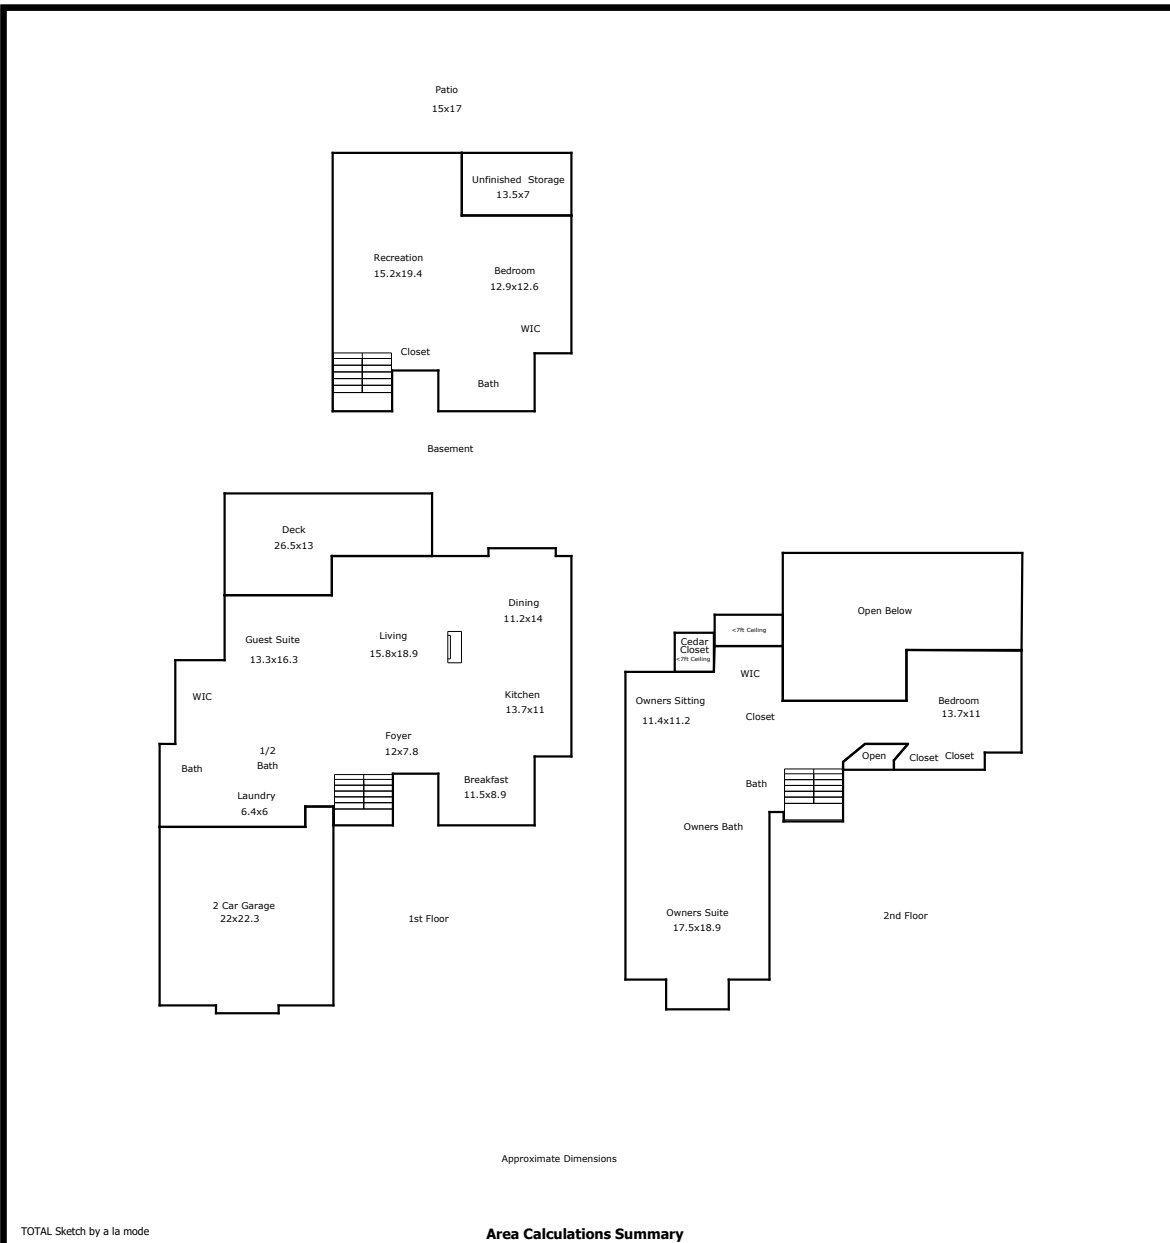 Patio
15x17
Unfinished Storage
13.5x7
Recreation
15.2x19.4
Bedroom
12.9x12.6
WIC
Closet
Bath
Basement
Deck
26.5x13
Dining
11.2x14
Guest Suite
13.3x16.3
Living
15.8x18.9
WIC
Kitchen
13.7x11
Foyer
12x7.8
1/2
Bath
Bath
Breakfast
11.5x8.9
Laundry
6.4x6
2 Car Garage
22x22.3
1st Floor
Open Below
<7ft Ceiling
Cedar
Closet
<7ft Ceiling
WIC
Owners Sitting
11.4x11.2
Closet
Bedroom
13.7x11
Open
Closet
Closet
Bath
Owners Bath
Owners Suite
17.5x18.9
2nd Floor
Approximate Dimensions
TOTAL Sketch by a la mode
Area Calculations Summary